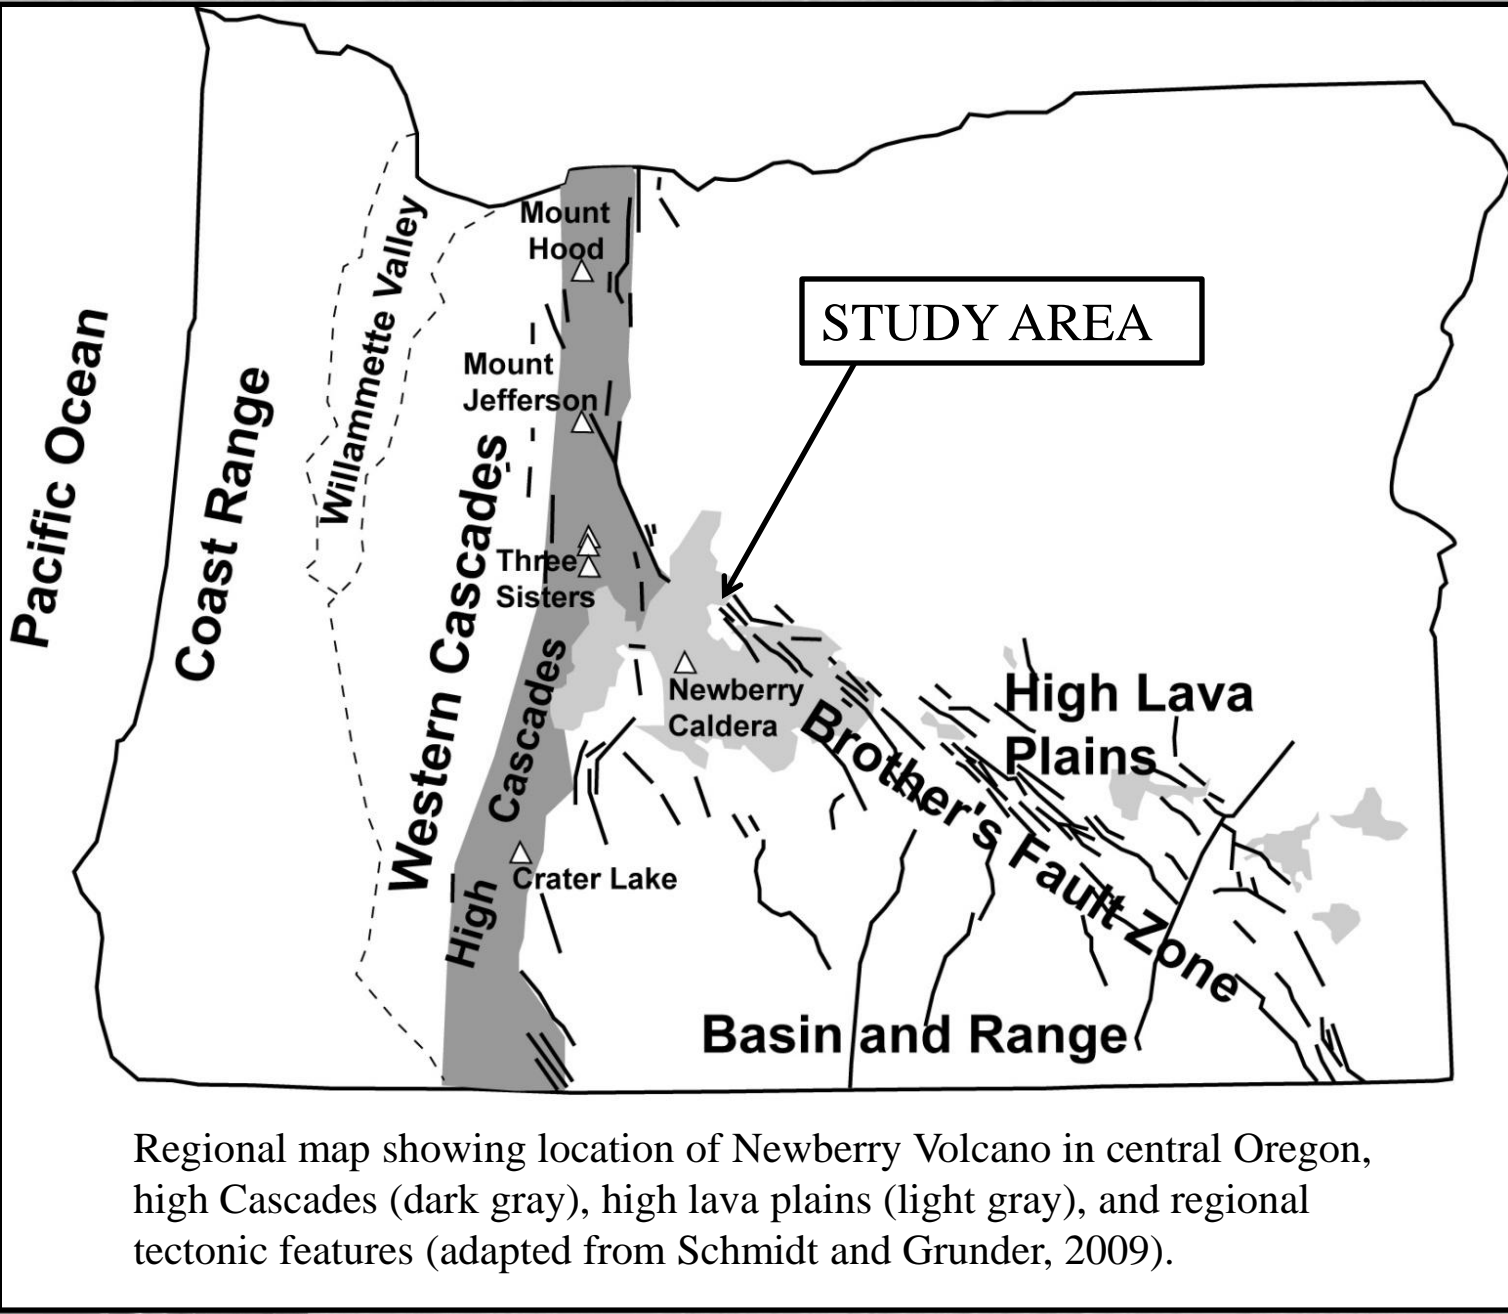 Mount
Hood
Willammette Valley
STUDY AREA
Pacific Ocean
Coast Range
Mount
Jefferson
Western Cascades
Three
Sisters
High Cascades
Newberry
Caldera
High Lava
Plains
Brother's Fault Zone
Crater Lake
Basin and Range
Regional map showing location of Newberry Volcano in central Oregon,
high Cascades (dark gray), high lava plains (light gray), and regional
tectonic features (adapted from Schmidt and Grunder, 2009).